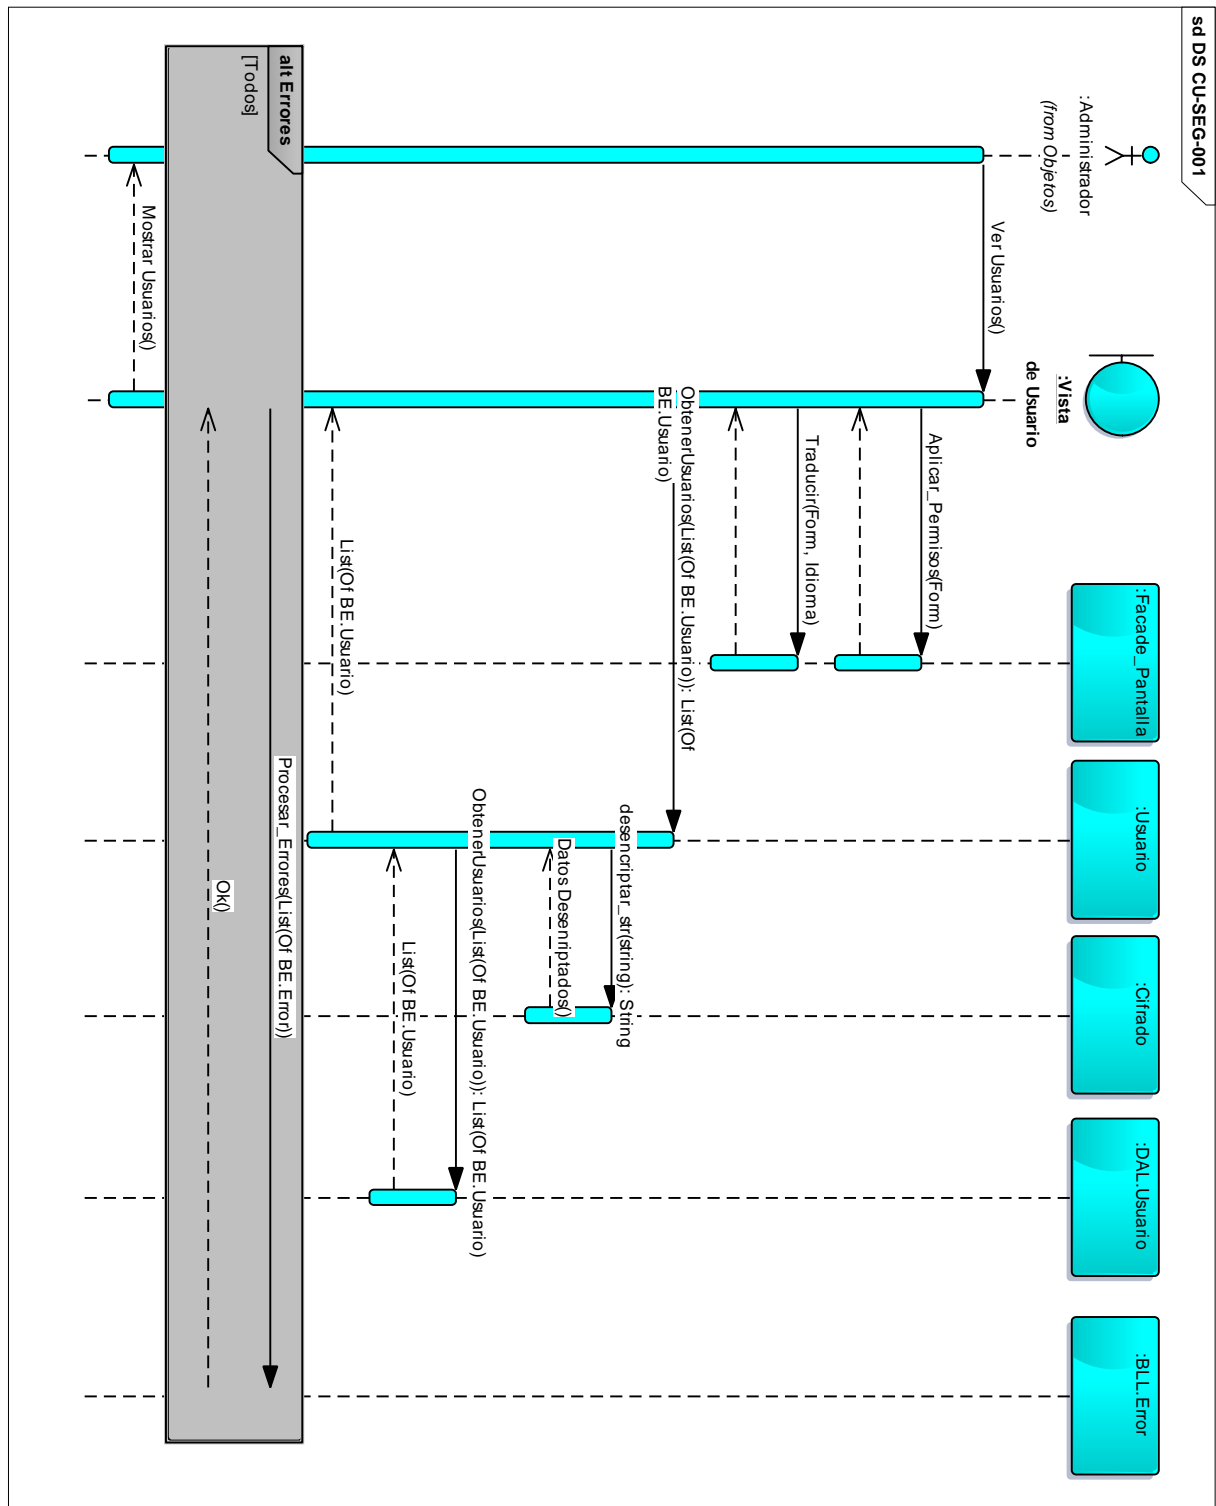 sd DS CU-SEG-001
:Administrador
(from Objetos)
:Vista
de Usuario
:Facade_Pantalla
:Usuario
:Cifrado
:DAL.Usuario
:BLL.Error
Ver Usuarios()
Aplicar_Permisos(Form)
Traducir(Form, Idioma)
ObtenerUsuarios(List(Of BE.Usuario)): List(Of
BE.Usuario)
desencriptar_str(string): String
Datos Desenriptados()
ObtenerUsuarios(List(Of BE.Usuario)): List(Of BE.Usuario)
List(Of BE.Usuario)
List(Of BE.Usuario)
alt Errores
[Todos]
Procesar_Errores(List(Of BE.Error))
Ok()
Mostrar Usuarios()